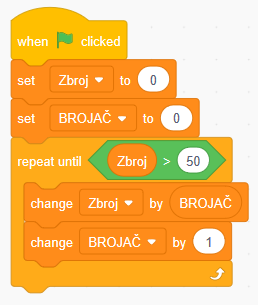 when clicked
set Zbroj to 0
set BROJAČ to 0
repeat until Zbroj > 50
change Zbroj by BROJAČ
change BROJAČ by 1